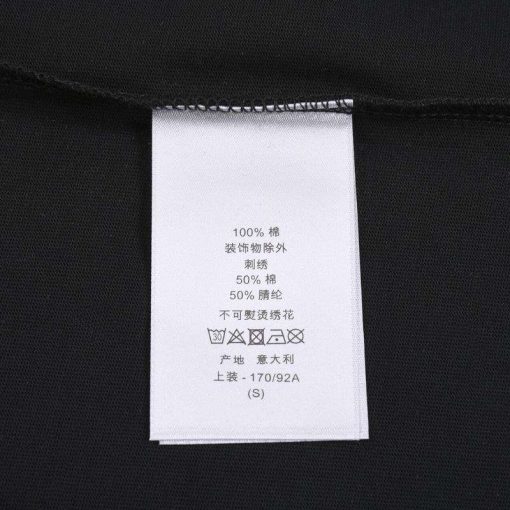 100% 棉
装饰物除外
刺绣
50% 棉
50% 腈纶
不可熨烫绣花
30
产地 意大利
上装 - 170/92A
(S)